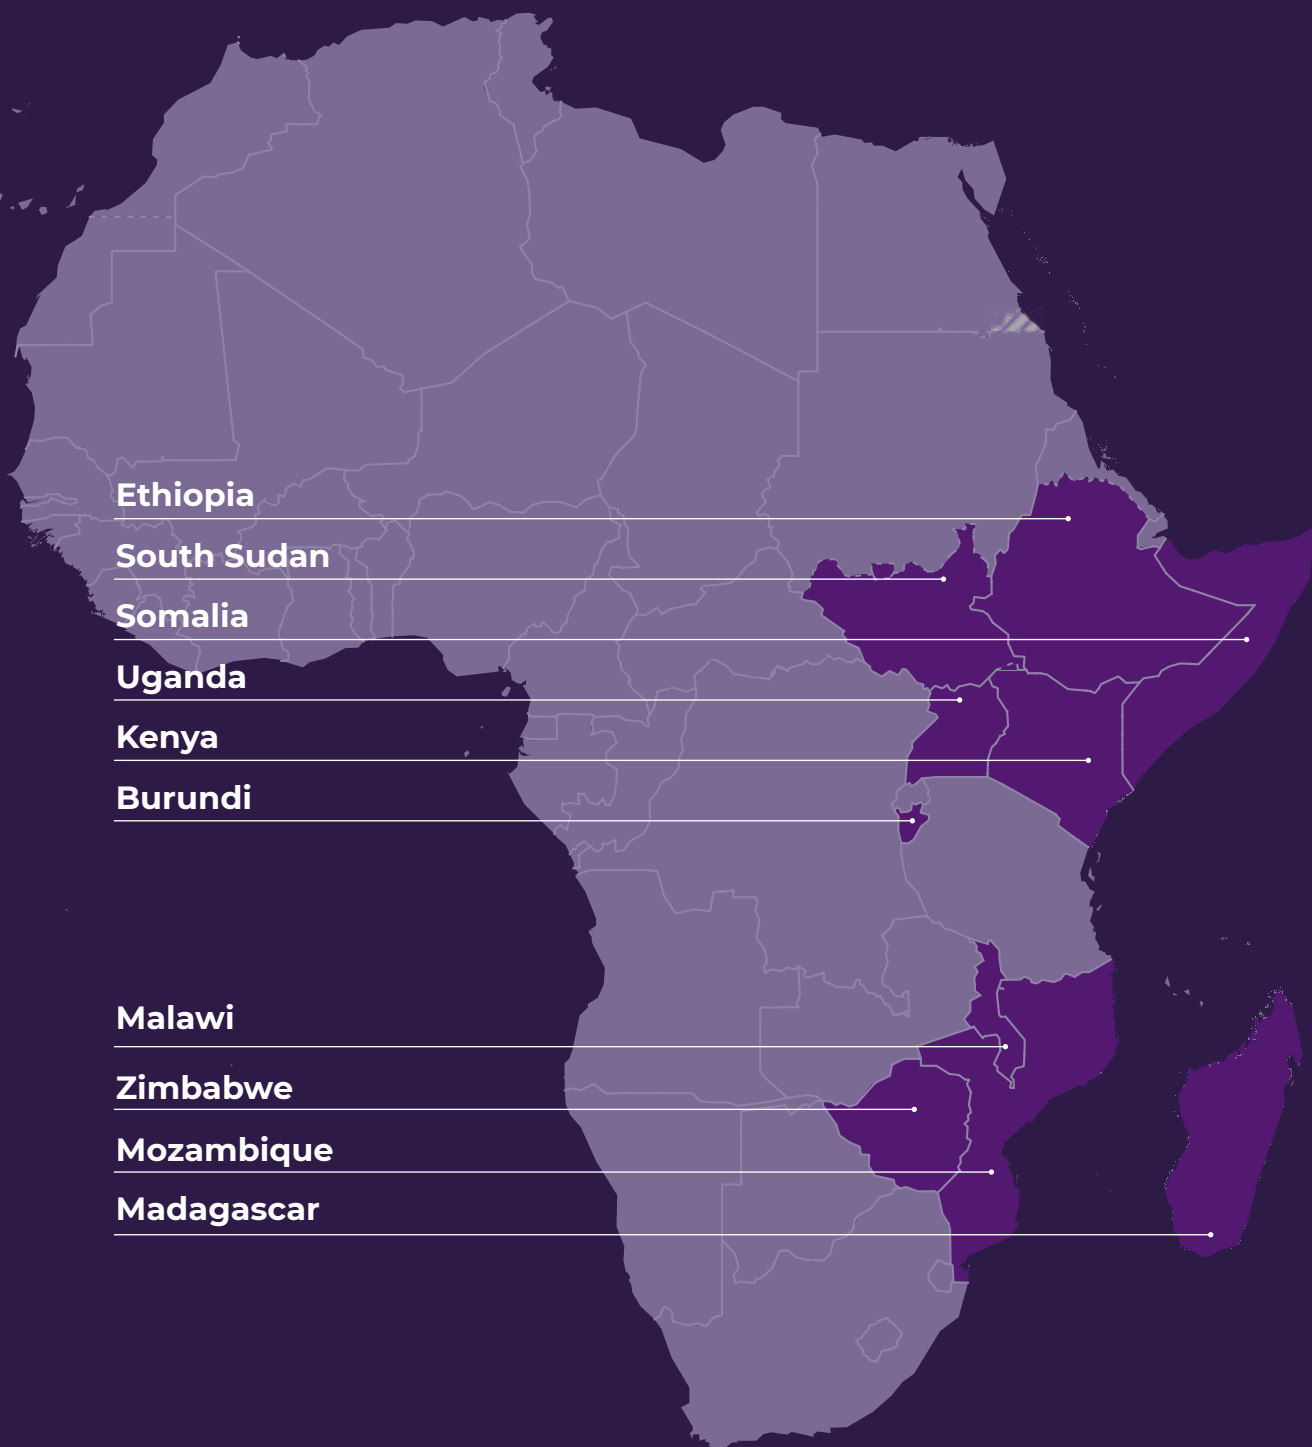 Ethiopia
South Sudan
Somalia
Uganda
Kenya
Burundi
Malawi
Zimbabwe
Mozambique
Madagascar